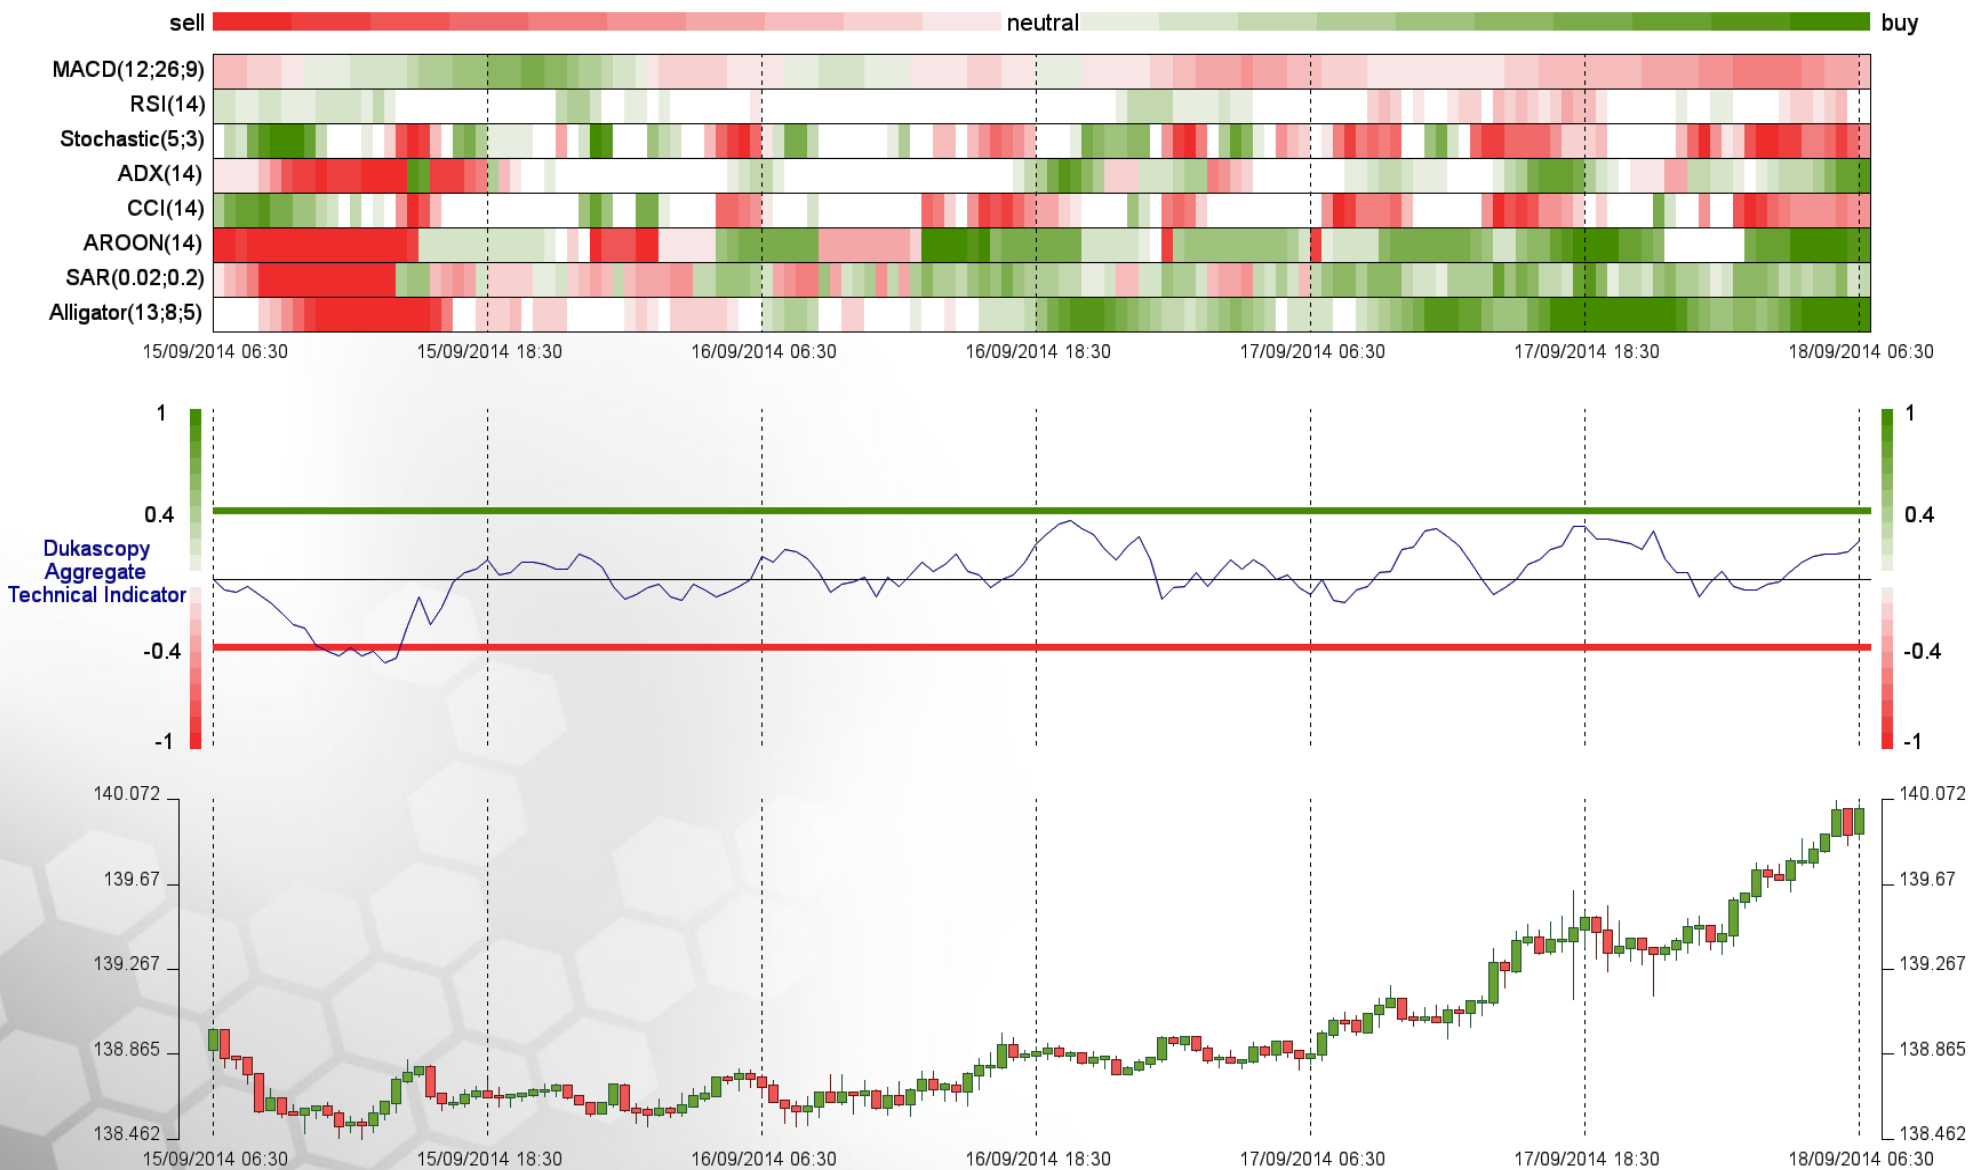 sell neutral buy
MACD(12;26;9)
RSI(14)
Stochastic(5;3)
ADX(14)
CCI(14)
AROON(14)
SAR(0.02;0.2)
Alligator(13;8;5)
15/09/2014 06:30 15/09/2014 18:30 16/09/2014 06:30 16/09/2014 18:30 17/09/2014 06:30 17/09/2014 18:30 18/09/2014 06:30
1 1
0.4 0.4
Dukascopy
Aggregate
Technical Indicator
-0.4 -0.4
-1 -1
140.072 140.072
139.67 139.67
139.267 139.267
138.865 138.865
138.462 138.462
15/09/2014 06:30 15/09/2014 18:30 16/09/2014 06:30 16/09/2014 18:30 17/09/2014 06:30 17/09/2014 18:30 18/09/2014 06:30